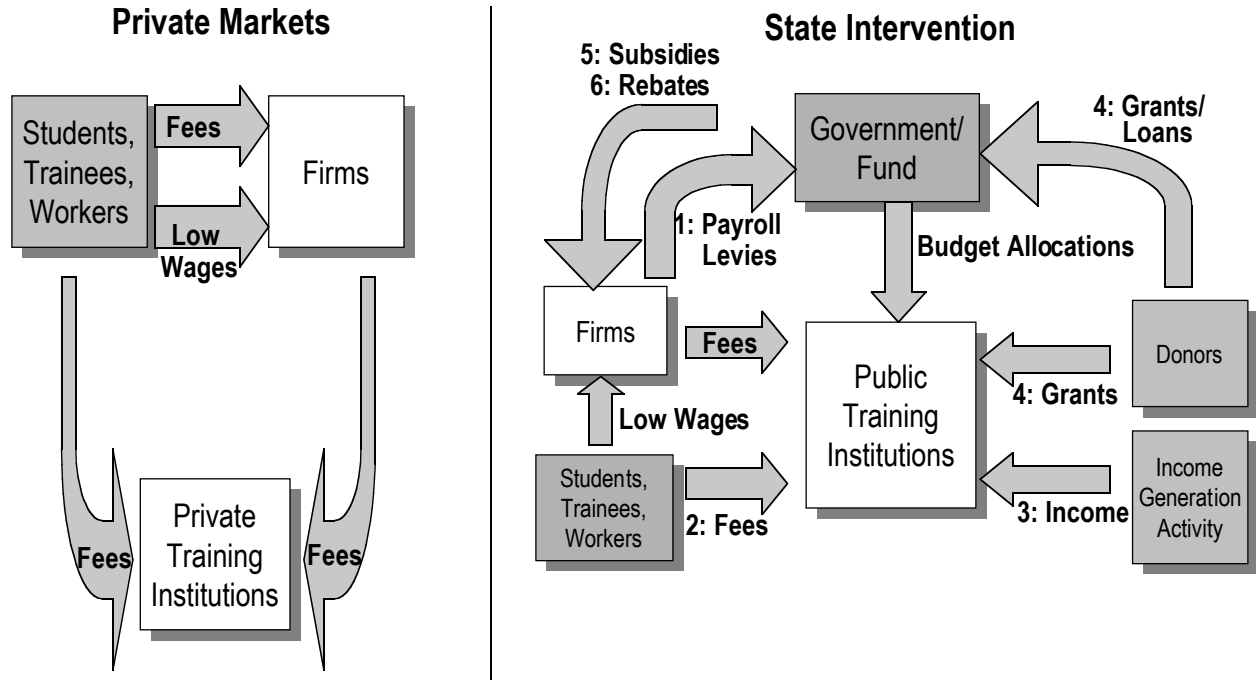 Private Markets
Students,
Trainees,
Workers
Fees
Low
Wages
Firms
Fees
Private
Training
Institutions
Fees
State Intervention
5: Subsidies
6: Rebates
Government/
Fund
4: Grants/
Loans
1: Payroll
Levies
Budget Allocations
Firms
Fees
Public
Training
Institutions
Donors
4: Grants
Low Wages
Students,
Trainees,
Workers
2: Fees
3: Income
Income
Generation
Activity